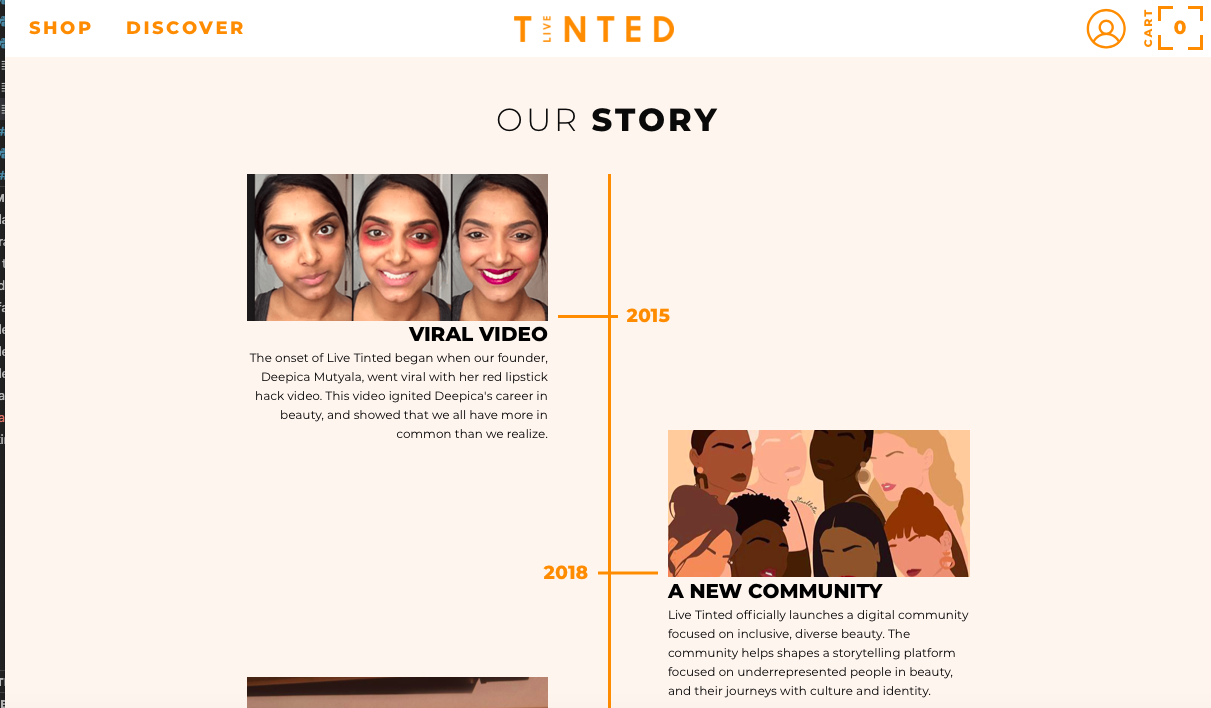 SHOP
DISCOVER
T LIVE NTED
CART
0
OUR STORY
2015
VIRAL VIDEO
The onset of Live Tinted began when our founder,
Deepica Mutyala, went viral with her red lipstick
hack video. This video ignited Deepica's career in
beauty, and showed that we all have more in
common than we realize.
2018
A NEW COMMUNITY
Live Tinted officially launches a digital community
focused on inclusive, diverse beauty. The
community helps shapes a storytelling platform
focused on underrepresented people in beauty,
and their journeys with culture and identity.